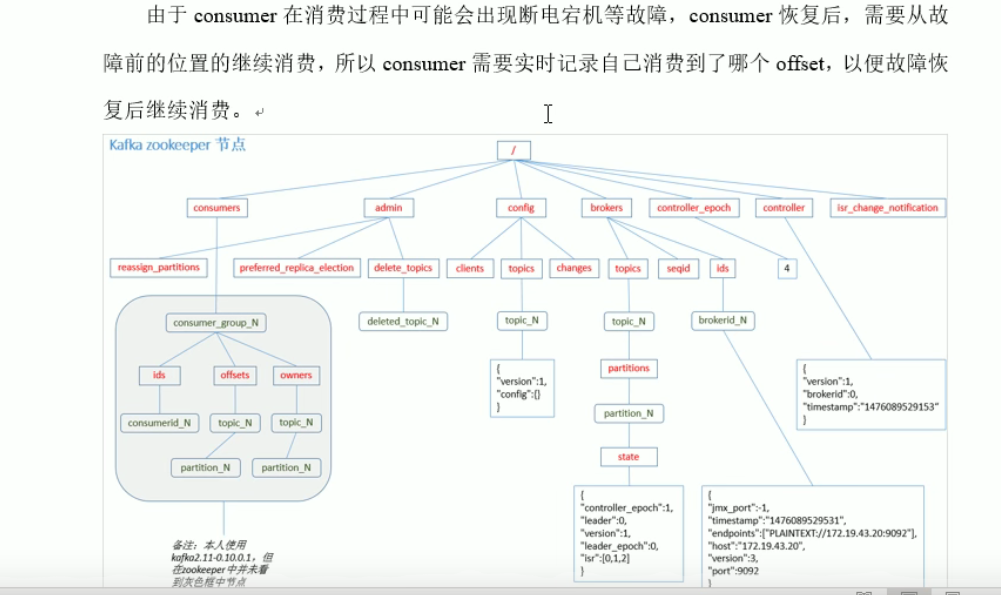 由于 consumer 在消费过程中可能会出现断电宕机等故障，consumer 恢复后，需要从故
障前的位置的继续消费，所以 consumer 需要实时记录自己消费到了哪个 offset，以便故障恢
复后继续消费。
Kafka zookeeper 节点
/
consumers
admin
config
brokers
controller_epoch
controller
isr_change_notification
reassign_partitions
preferred_replica_election
delete_topics
clients
topics
changes
topics
seqid
ids
4
consumer_group_N
deleted_topic_N
topic_N
topic_N
brokerid_N
ids
offsets
owners
{
"version":1,
"config":{}
}
partitions
{
"version":1,
"brokerid":0,
"timestamp":"1476089529153"
}
consumerid_N
topic_N
topic_N
partition_N
partition_N
partition_N
state
{
"controller_epoch":1,
"leader":0,
"version":1,
"leader_epoch":0,
"isr":[0,1,2]
}
{
"jmx_port":-1,
"timestamp":"1476089529531",
"endpoints":["PLAINTEXT://172.19.43.20:9092"],
"host":"172.19.43.20",
"version":3,
"port":9092
}
备注：本人使用
kafka2.11-0.10.0.1，但
在zookeeper中并未看
到灰色框中节点